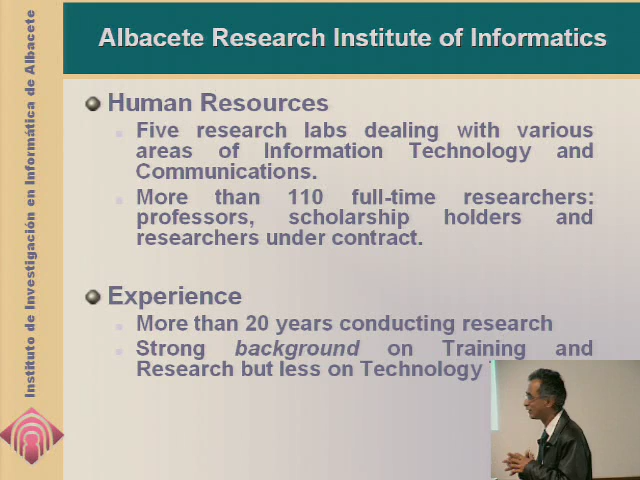 Albacete Research Institute of Informatics
Instituto de Investigación en Informática de Albacete
Human Resources
Five research labs dealing with various
areas of Information Technology and
Communications.
More than 110 full-time researchers:
professors, scholarship holders and
researchers under contract.
Experience
More than 20 years conducting research
Strong background on Training and
Research but less on Technology